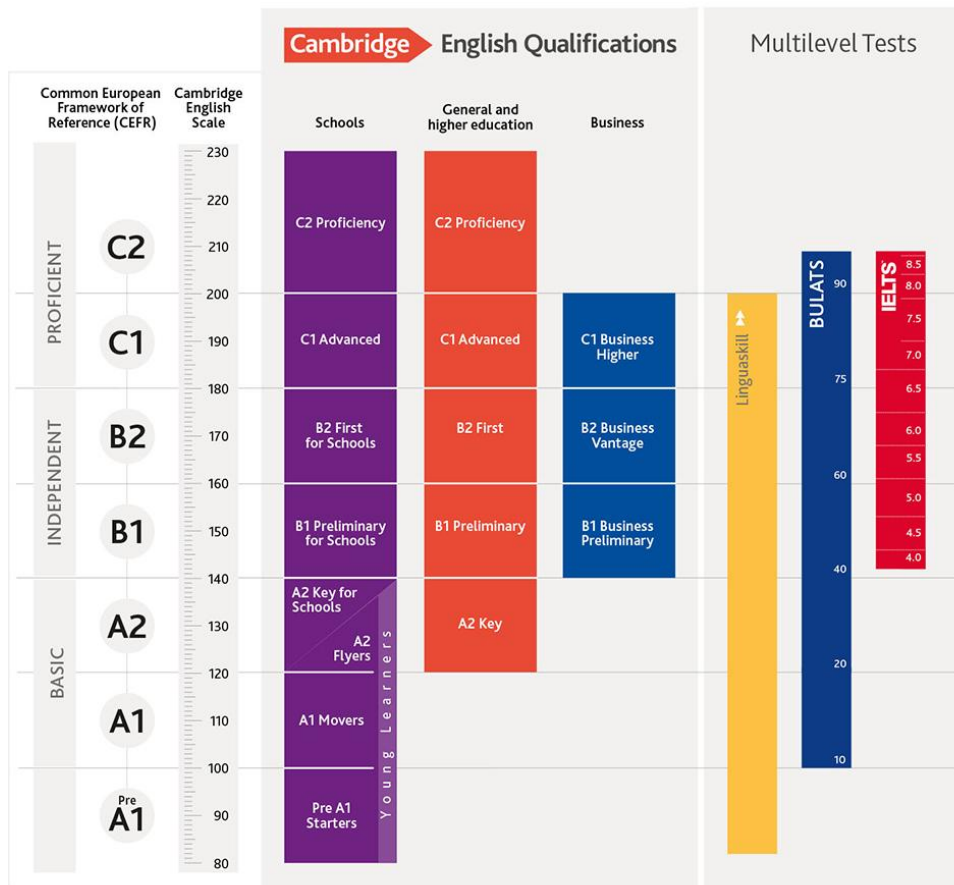 Cambridge English Qualifications
Multilevel Tests
Common European
Framework of
Reference (CEFR)
Cambridge
English
Scale
Schools
General and
higher education
Business
PROFICIENT
INDEPENDENT
BASIC
C2
C1
B2
B1
A2
A1
Pre
A1
230
220
210
200
190
180
170
160
150
140
130
120
110
100
90
80
C2 Proficiency
C1 Advanced
B2 First
for Schools
B1 Preliminary
for Schools
A2 Key for
Schools
A2
Flyers
A1 Movers
Pre A1
Starters
Young Learners
C2 Proficiency
C1 Advanced
B2 First
B1 Preliminary
A2 Key
C1 Business
Higher
B2 Business
Vantage
B1 Business
Preliminary
Linguaskill
BULATS
90
75
60
40
20
10
IELTS
8.5
8.0
7.5
7.0
6.5
6.0
5.5
5.0
4.5
4.0